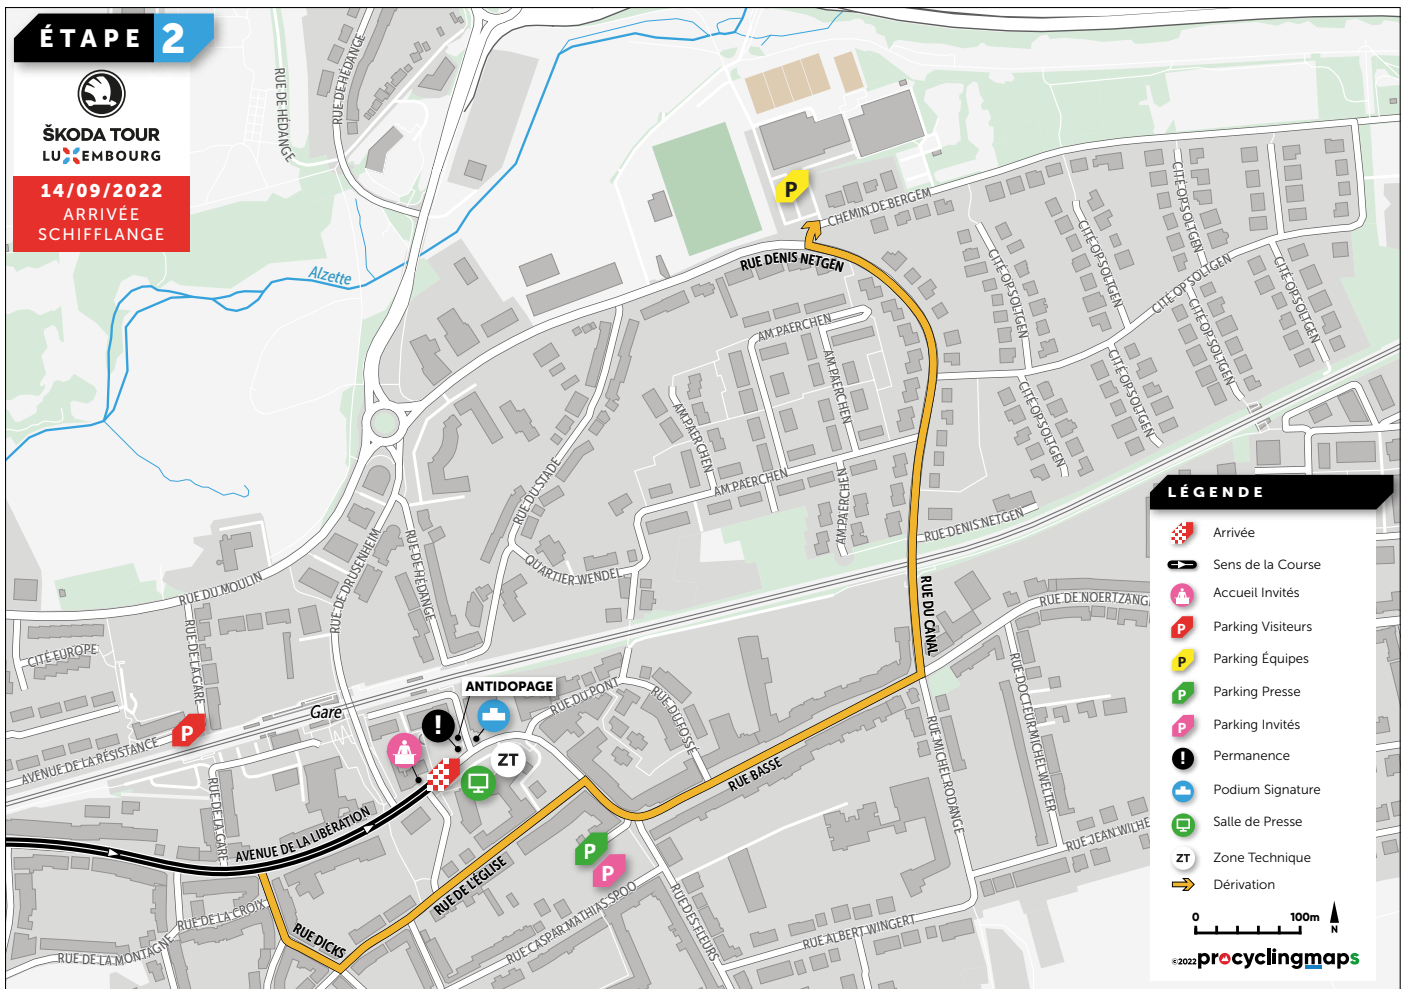 ÉTAPE 2
ŠKODA TOUR
LUXEMBOURG
14/09/2022
ARRIVÉE
SCHIFFLANGE
RUE DE HÉDANGE
RUE DE HÉDANGE
Alzette
P
CHEMIN DE BERGEM
RUE DENIS NETGEN
CITÉ OP SOLTGEN
CITÉ OP SOLTGEN
CITÉ OP SOLTGEN
CITÉ OP SOLTGEN
CITÉ OP SOLTGEN
CITÉ OP SOLTGEN
CITÉ OP SOLTGEN
CITÉ OP SOLTGEN
AM PAERCHEN
AM PAERCHEN
AM PAERCHEN
AM PAERCHEN
AM PAERCHEN
RUE DU STADE
QUARTIER WENDEL
RUE DENIS NETGEN
RUE DU CANAL
RUE DE NOERTZANG
RUE DU MOULIN
RUE DE DRUSENHEIM
RUE DE HÉDANGE
CITÉ EUROPE
RUE DE LA GARE
P
AVENUE DE LA RÉSISTANCE
Gare
ANTIDOPAGE
!
ZT
RUE DU PONT
RUE DU FOSSÉ
RUE BASSE
RUE DOCTEUR MICHEL WELTER
RUE MICHEL RODANGE
RUE JEAN WILHE
RUE DE LA GARE
AVENUE DE LA LIBÉRATION
P
P
RUE DE L'ÉGLISE
RUE CASPAR MATHIAS SPOO
RUE DES FLEURS
RUE ALBERT WINGERT
RUE DE LA CROIX
RUE DICKS
RUE DE LA MONTAGNE
LÉGENDE
Arrivée
Sens de la Course
Accueil Invités
P Parking Visiteurs
P Parking Équipes
P Parking Presse
P Parking Invités
! Permanence
Podium Signature
Salle de Presse
ZT Zone Technique
Dérivation
0 100m
N
©2022 procyclingmaps